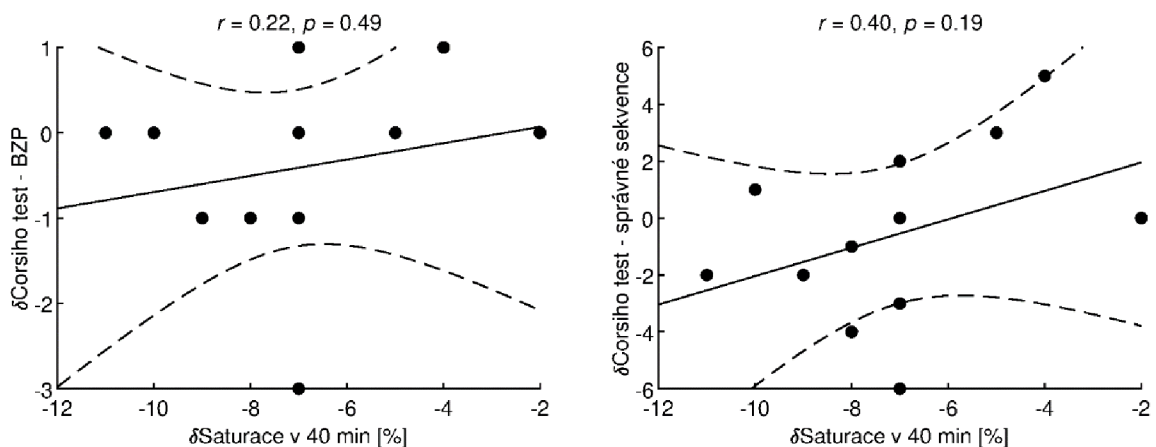 r = 0.22, p = 0.49
δCorsiho test - BZP
1
0
-1
-2
-3
-12 -10 -8 -6 -4 -2
δSaturace v 40 min [%]
r = 0.40, p = 0.19
δCorsiho test - správné sekvence
6
4
2
0
-2
-4
-6
-12 -10 -8 -6 -4 -2
δSaturace v 40 min [%]